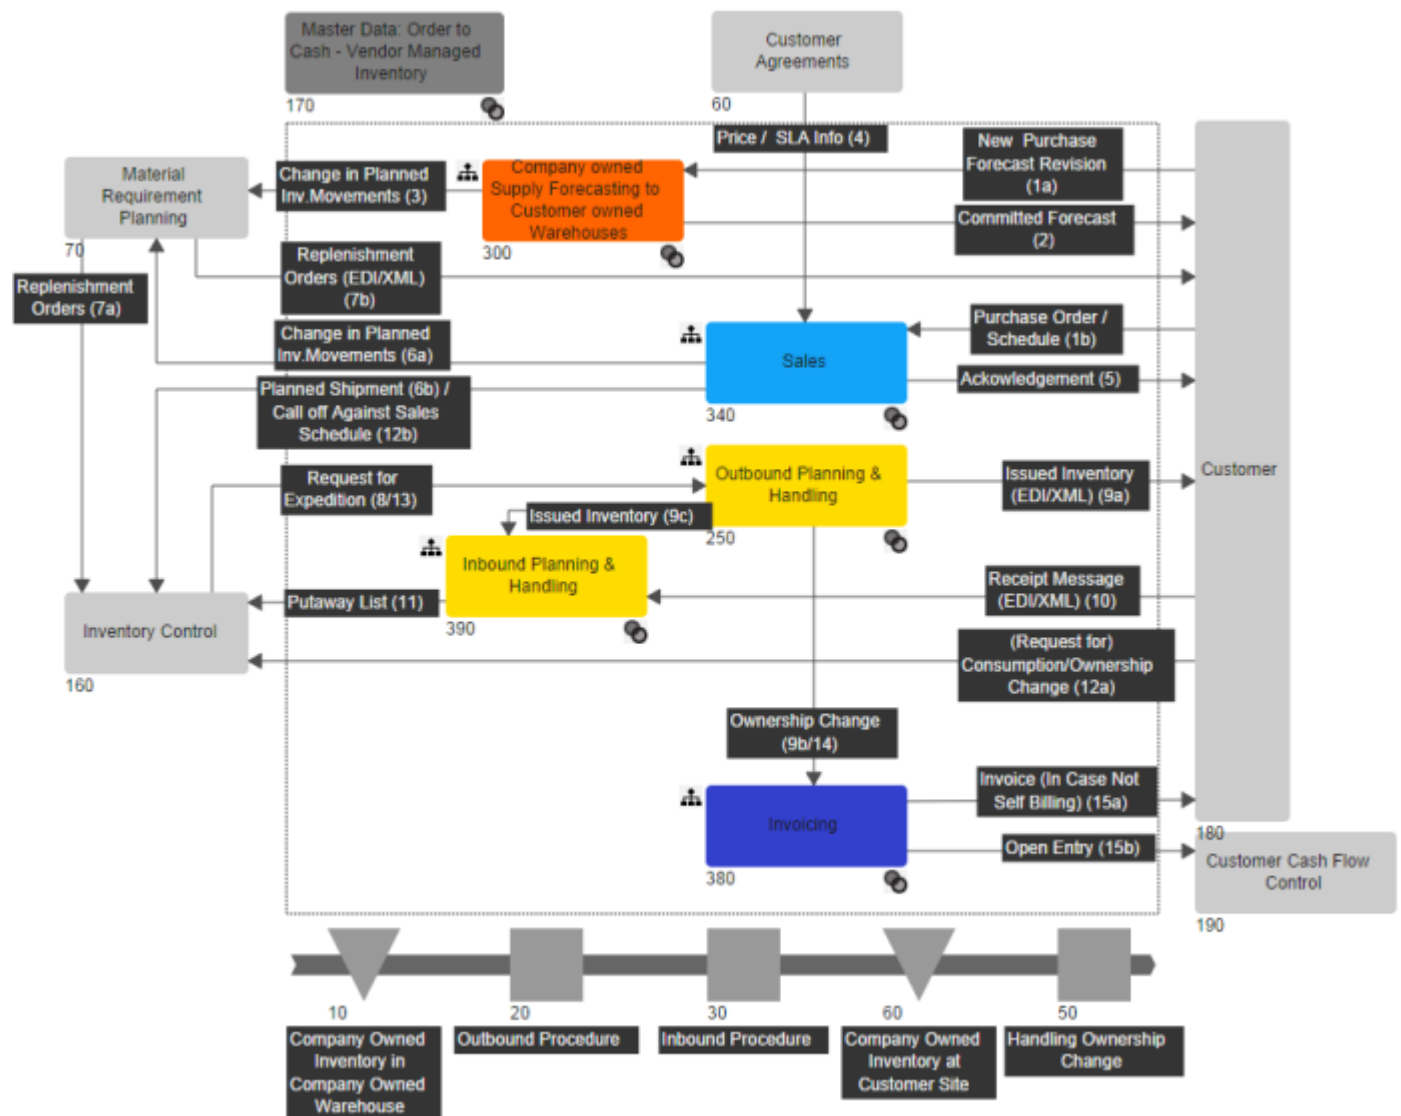 Master Data: Order to
Cash - Vendor Managed
Inventory
170
Customer
Agreements
60
Price / SLA Info (4)
New Purchase
Forecast Revision
(1a)
Material
Requirement
Planning
70
Change in Planned
Inv.Movements (3)
Company owned
Supply Forecasting to
Customer owned
Warehouses
300
Committed Forecast
(2)
Replenishment
Orders (7a)
Replenishment
Orders (EDI/XML)
(7b)
Change in Planned
Inv.Movements (6a)
Purchase Order /
Schedule (1b)
Sales
340
Planned Shipment (6b) /
Call off Against Sales
Schedule (12b)
Ackowledgement (5)
Customer
180
Request for
Expedition (8/13)
Outbound Planning &
Handling
250
Issued Inventory
(EDI/XML) (9a)
Issued Inventory (9c)
Inbound Planning &
Handling
390
Receipt Message
(EDI/XML) (10)
Putaway List (11)
Inventory Control
160
(Request for)
Consumption/Ownership
Change (12a)
Ownership Change
(9b/14)
Invoicing
380
Invoice (In Case Not
Self Billing) (15a)
Open Entry (15b)
Customer Cash Flow
Control
190
10
Company Owned
Inventory in
Company Owned
Warehouse
20
Outbound Procedure
30
Inbound Procedure
60
Company Owned
Inventory at
Customer Site
50
Handling Ownership
Change